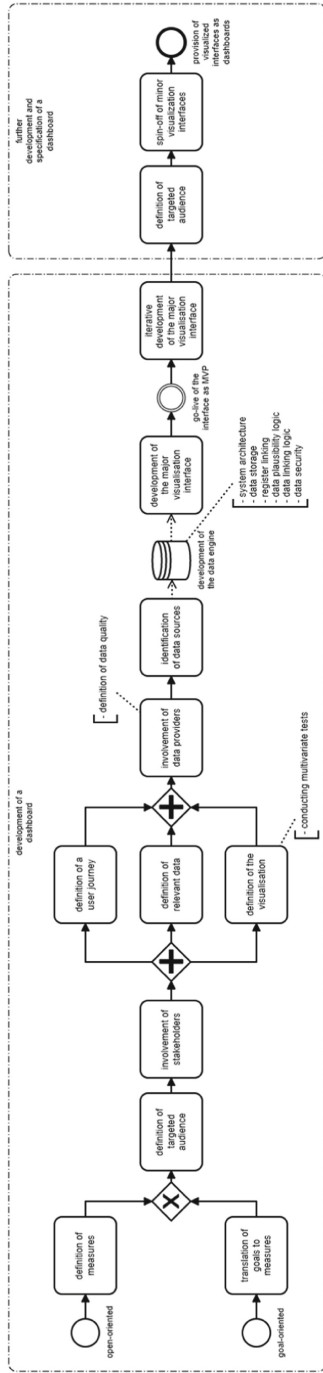 development of a
dashboard
open-oriented
definition of
measures
goal-oriented
translation of
goals to
measures
X
definition of
targeted
audience
involvement of
stakeholders
definition of a
user journey
definition of
relevant data
definition of the
visualisation
- conducting multivariate tests
involvement of
data providers
- definition of data quality
identification
of data sources
development of
the data engine
- system architecture
- data storage
- register linking
- data plausibility logic
- data linking logic
- data security
development of
the major
visualisation
interface
go-live of the
interface as MVP
iterative
development
of the major
visualisation
interface
further
development and
specification of a
dashboard
definition of
targeted
audience
spin-off of minor
visualization
interfaces
provision of
visualized
interfaces as
dashboards